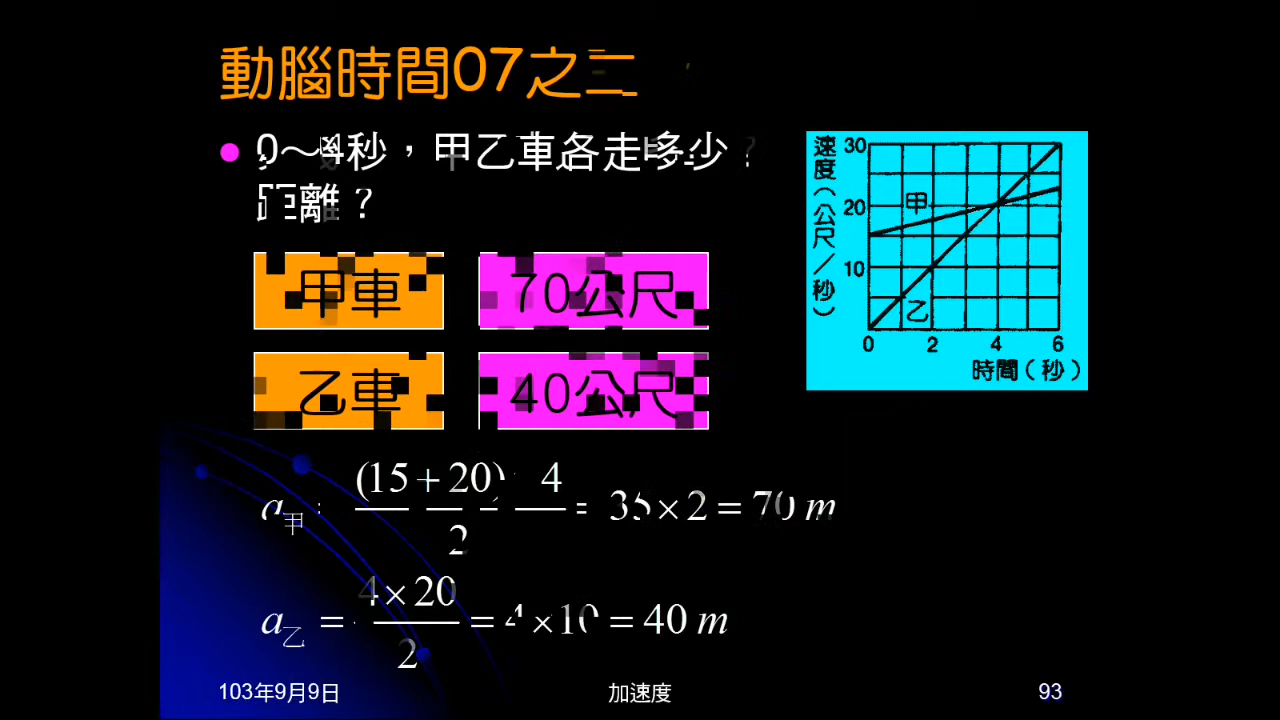 動腦時間07之二
0～4秒，甲乙車各走多少？
距離？
甲車 70公尺
乙車 40公尺
a甲 = (15+20)×4 / 2 = 35×2 = 70 m
a乙 = 4×20 / 2 = 4×10 = 40 m
速度（公尺／秒）
30
20
10
甲
乙
0 2 4 6
時間（秒）
103年9月9日 加速度 93